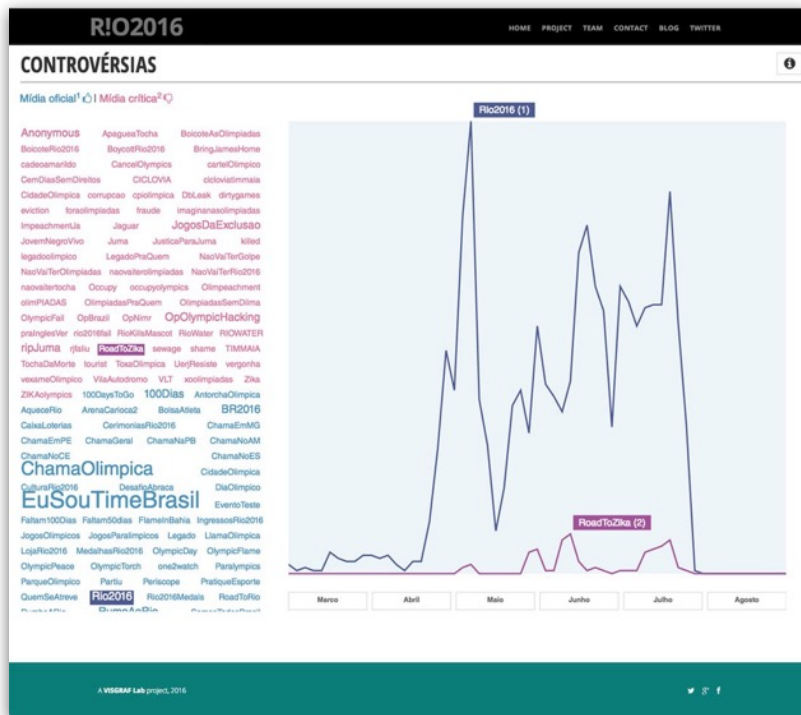 R!O2016
HOME PROJECT TEAM CONTACT BLOG TWITTER
CONTROVÉRSIAS
Mídia oficial¹ | Mídia crítica²
Anonymous ApagueaTocha BoicoteAsOlimpiadas
BoicoteRio2016 BoycottRio2016 BringJamesHome
cadeoamarildo CancelOlympics cartelOlimpico
CemDiasSemDireitos CICLOVIA cicloviatimmaia
CidadeOlimpica corrupcao cpiolimpica DbLeak dirtygames
eviction foraolimpiadas fraude imaginanasolimpiadas
ImpeachmentJa Jaguar JogosDaExclusao
JovemNegroVivo Juma JusticaParaJuma killed
legadoolimpico LegadoPraQuem NaoVaiTerGolpe
NaoVaiTerOlimpiadas naovaiterolimpiadas NaoVaiTerRio2016
naovaitertocha Occupy occupyolympics Olimpeachment
olimPIADAS OlimpiadasPraQuem OlimpiadasSemDilma
OlympicFail OpBrazil OpNimr OpOlympicHacking
praInglesVer rio2016fail RioKillsMascot RioWater RIOWATER
ripJuma rjfaliu RoadToZika sewage shame TIMMAIA
TochaDaMorte tourist ToxaOlimpica UerjResiste vergonha
vexameOlimpico VilaAutodromo VLT xoolimpiadas Zika
ZIKAolympics 100DaysToGo 100Dias AntorchaOlimpica
AqueceRio ArenaCarioca2 BolsaAtleta BR2016
CaixaLoterias CerimoniasRio2016 ChamaEmMG
ChamaEmPE ChamaGeral ChamaNaPB ChamaNoAM
ChamaNoCE ChamaNoES
ChamaOlimpica CidadeOlimpica
CulturaRio2016 DesafioAbraca DiaOlimpico
EuSouTimeBrasil EventoTeste
Faltam100Dias Faltam50dias FlameInBahia IngressosRio2016
JogosOlimpicos JogosParalimpicos Legado LlamaOlimpica
LojaRio2016 MedalhasRio2016 OlympicDay OlympicFlame
OlympicPeace OlympicTorch one2watch Paralympics
ParqueOlimpico Partiu Periscope PratiqueEsporte
QuemSeAtreve Rio2016 Rio2016Medals RoadToRio
RumoAoRio
Rio2016 (1)
RoadToZika (2)
Marco Abril Maio Junho Julho Agosto
A VISGRAF Lab project, 2016